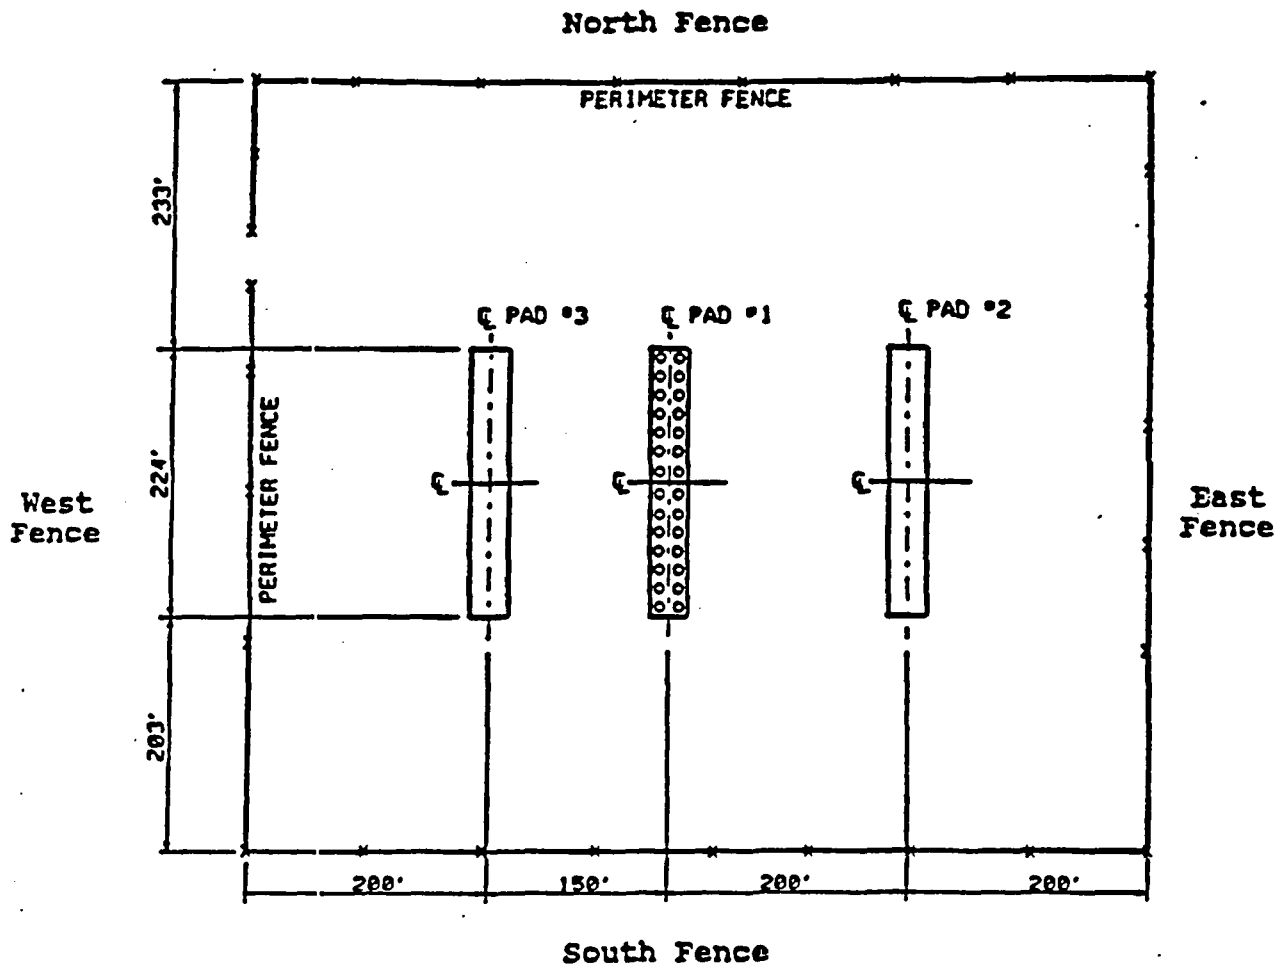 North Fence
PERIMETER FENCE
233'
℄ PAD #3
℄ PAD #1
℄ PAD #2
PERIMETER FENCE
224'
℄
℄
℄
West
Fence
East
Fence
203'
200'
150'
200'
200'
South Fence